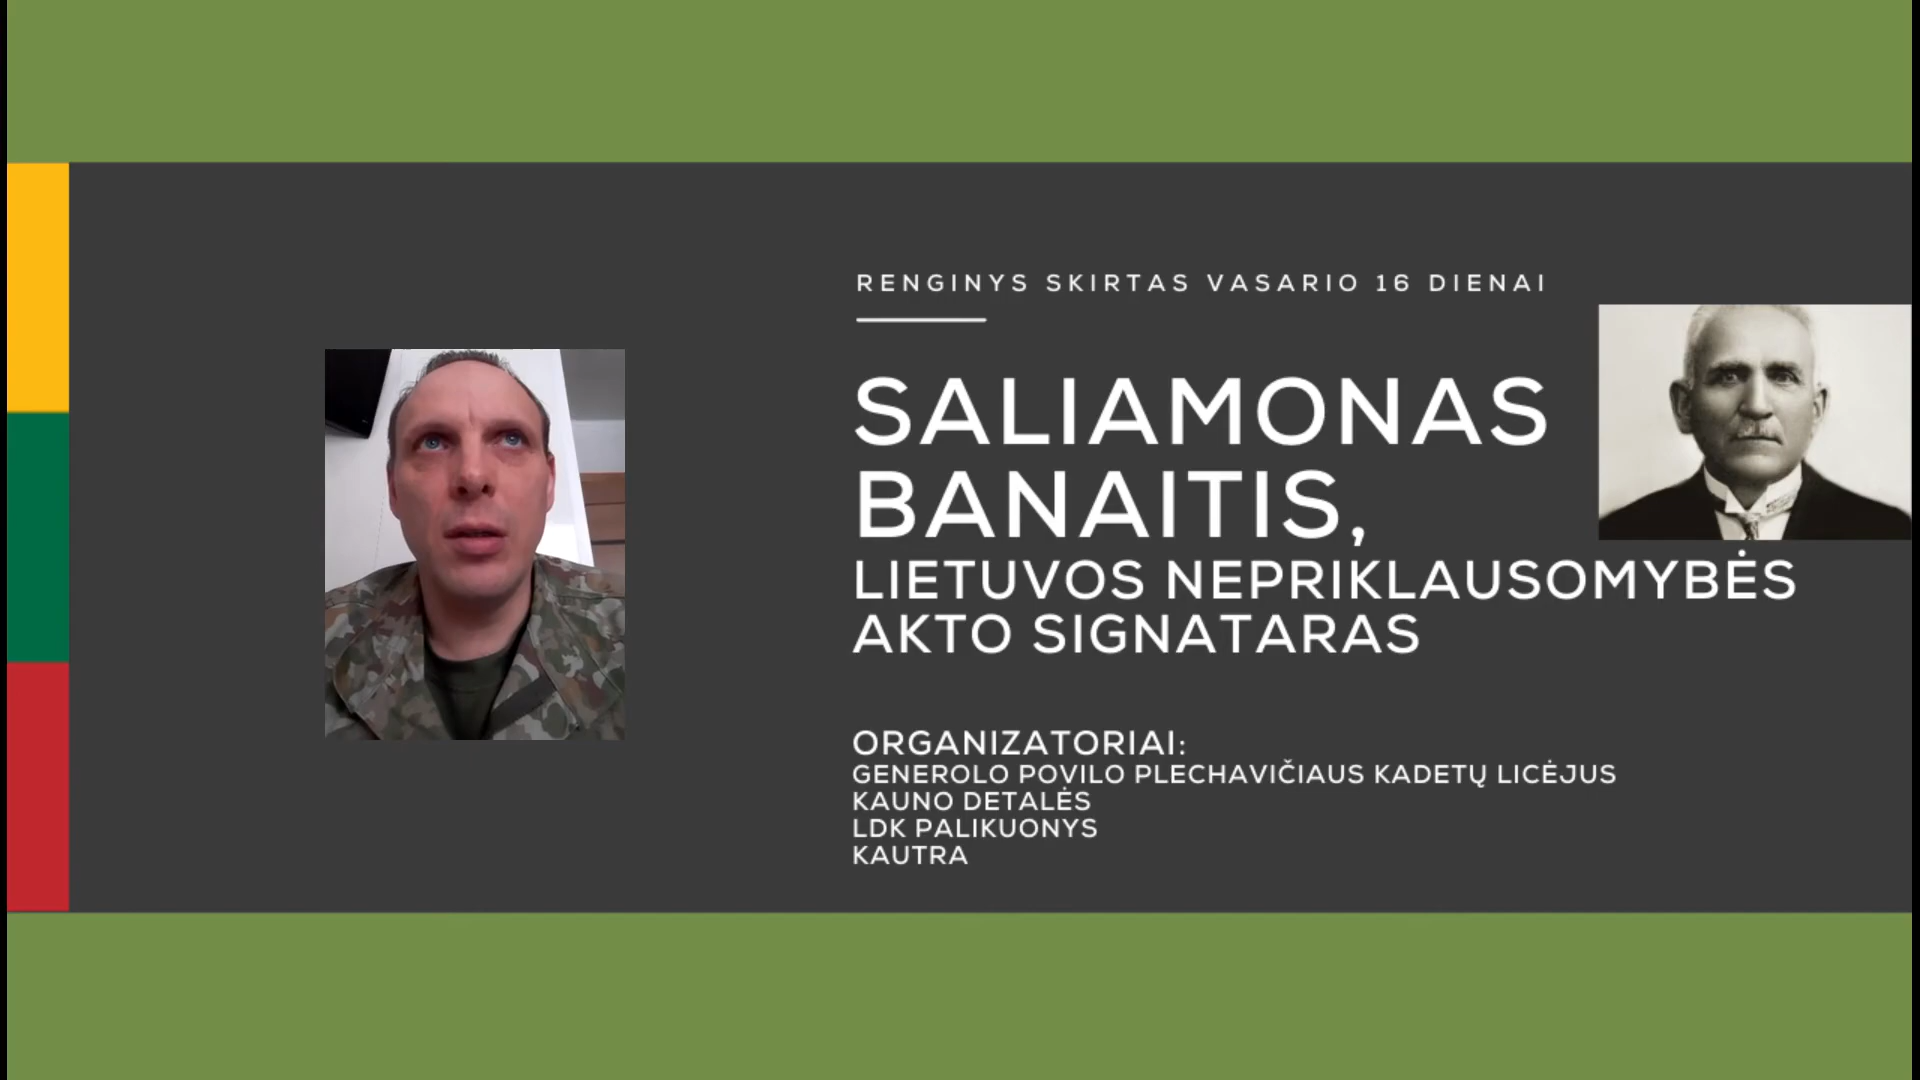 RENGINYS SKIRTAS VASARIO 16 DIENAI
SALIAMONAS
BANAITIS,
LIETUVOS NEPRIKLAUSOMYBĖS
AKTO SIGNATARAS
ORGANIZATORIAI:
GENEROLO POVILO PLECHAVIČIAUS KADETŲ LICĖJUS
KAUNO DETALĖS
LDK PALIKUONYS
KAUTRA